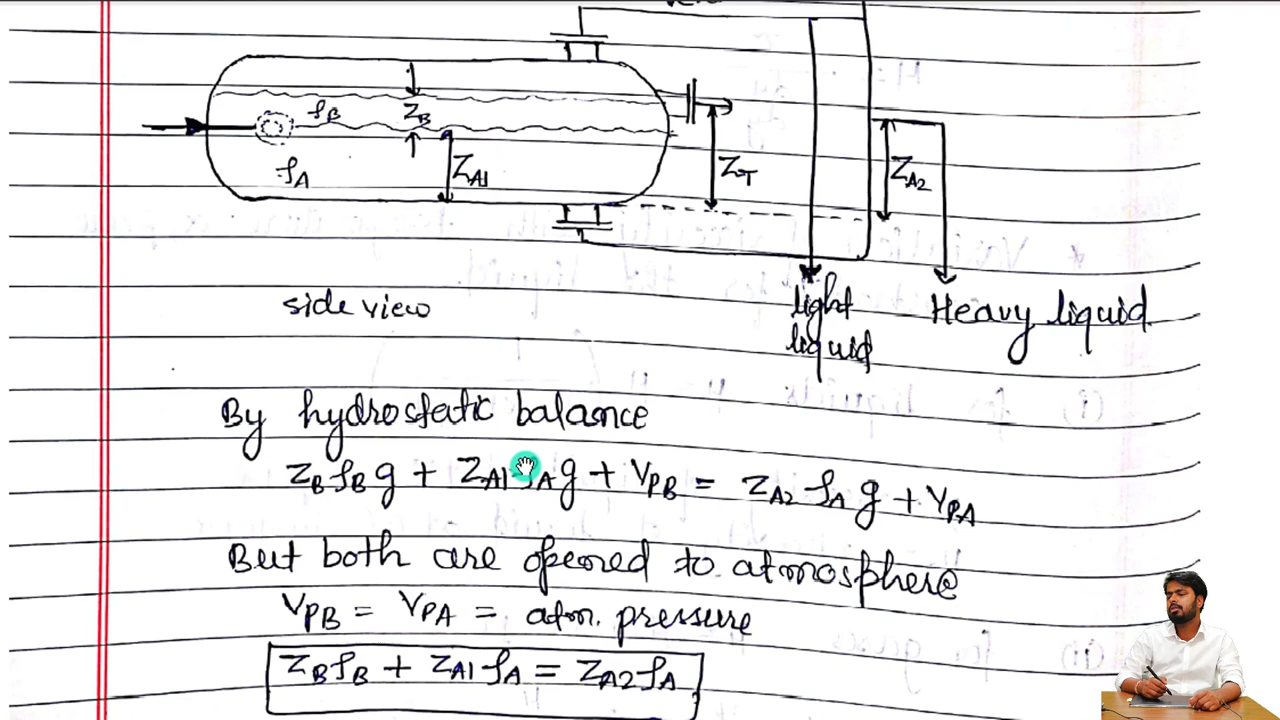 ρB
ZB
ρA
ZA1
ZT
ZA2
side view
light
liquid
Heavy liquid
By hydrostatic balance
ZB ρB g + ZA1 ρA g + VPB = ZA2 ρA g + VPA
But both are opened to atmosphere
VPB = VPA = atm. pressure
ZB ρB + ZA1 ρA = ZA2 ρA